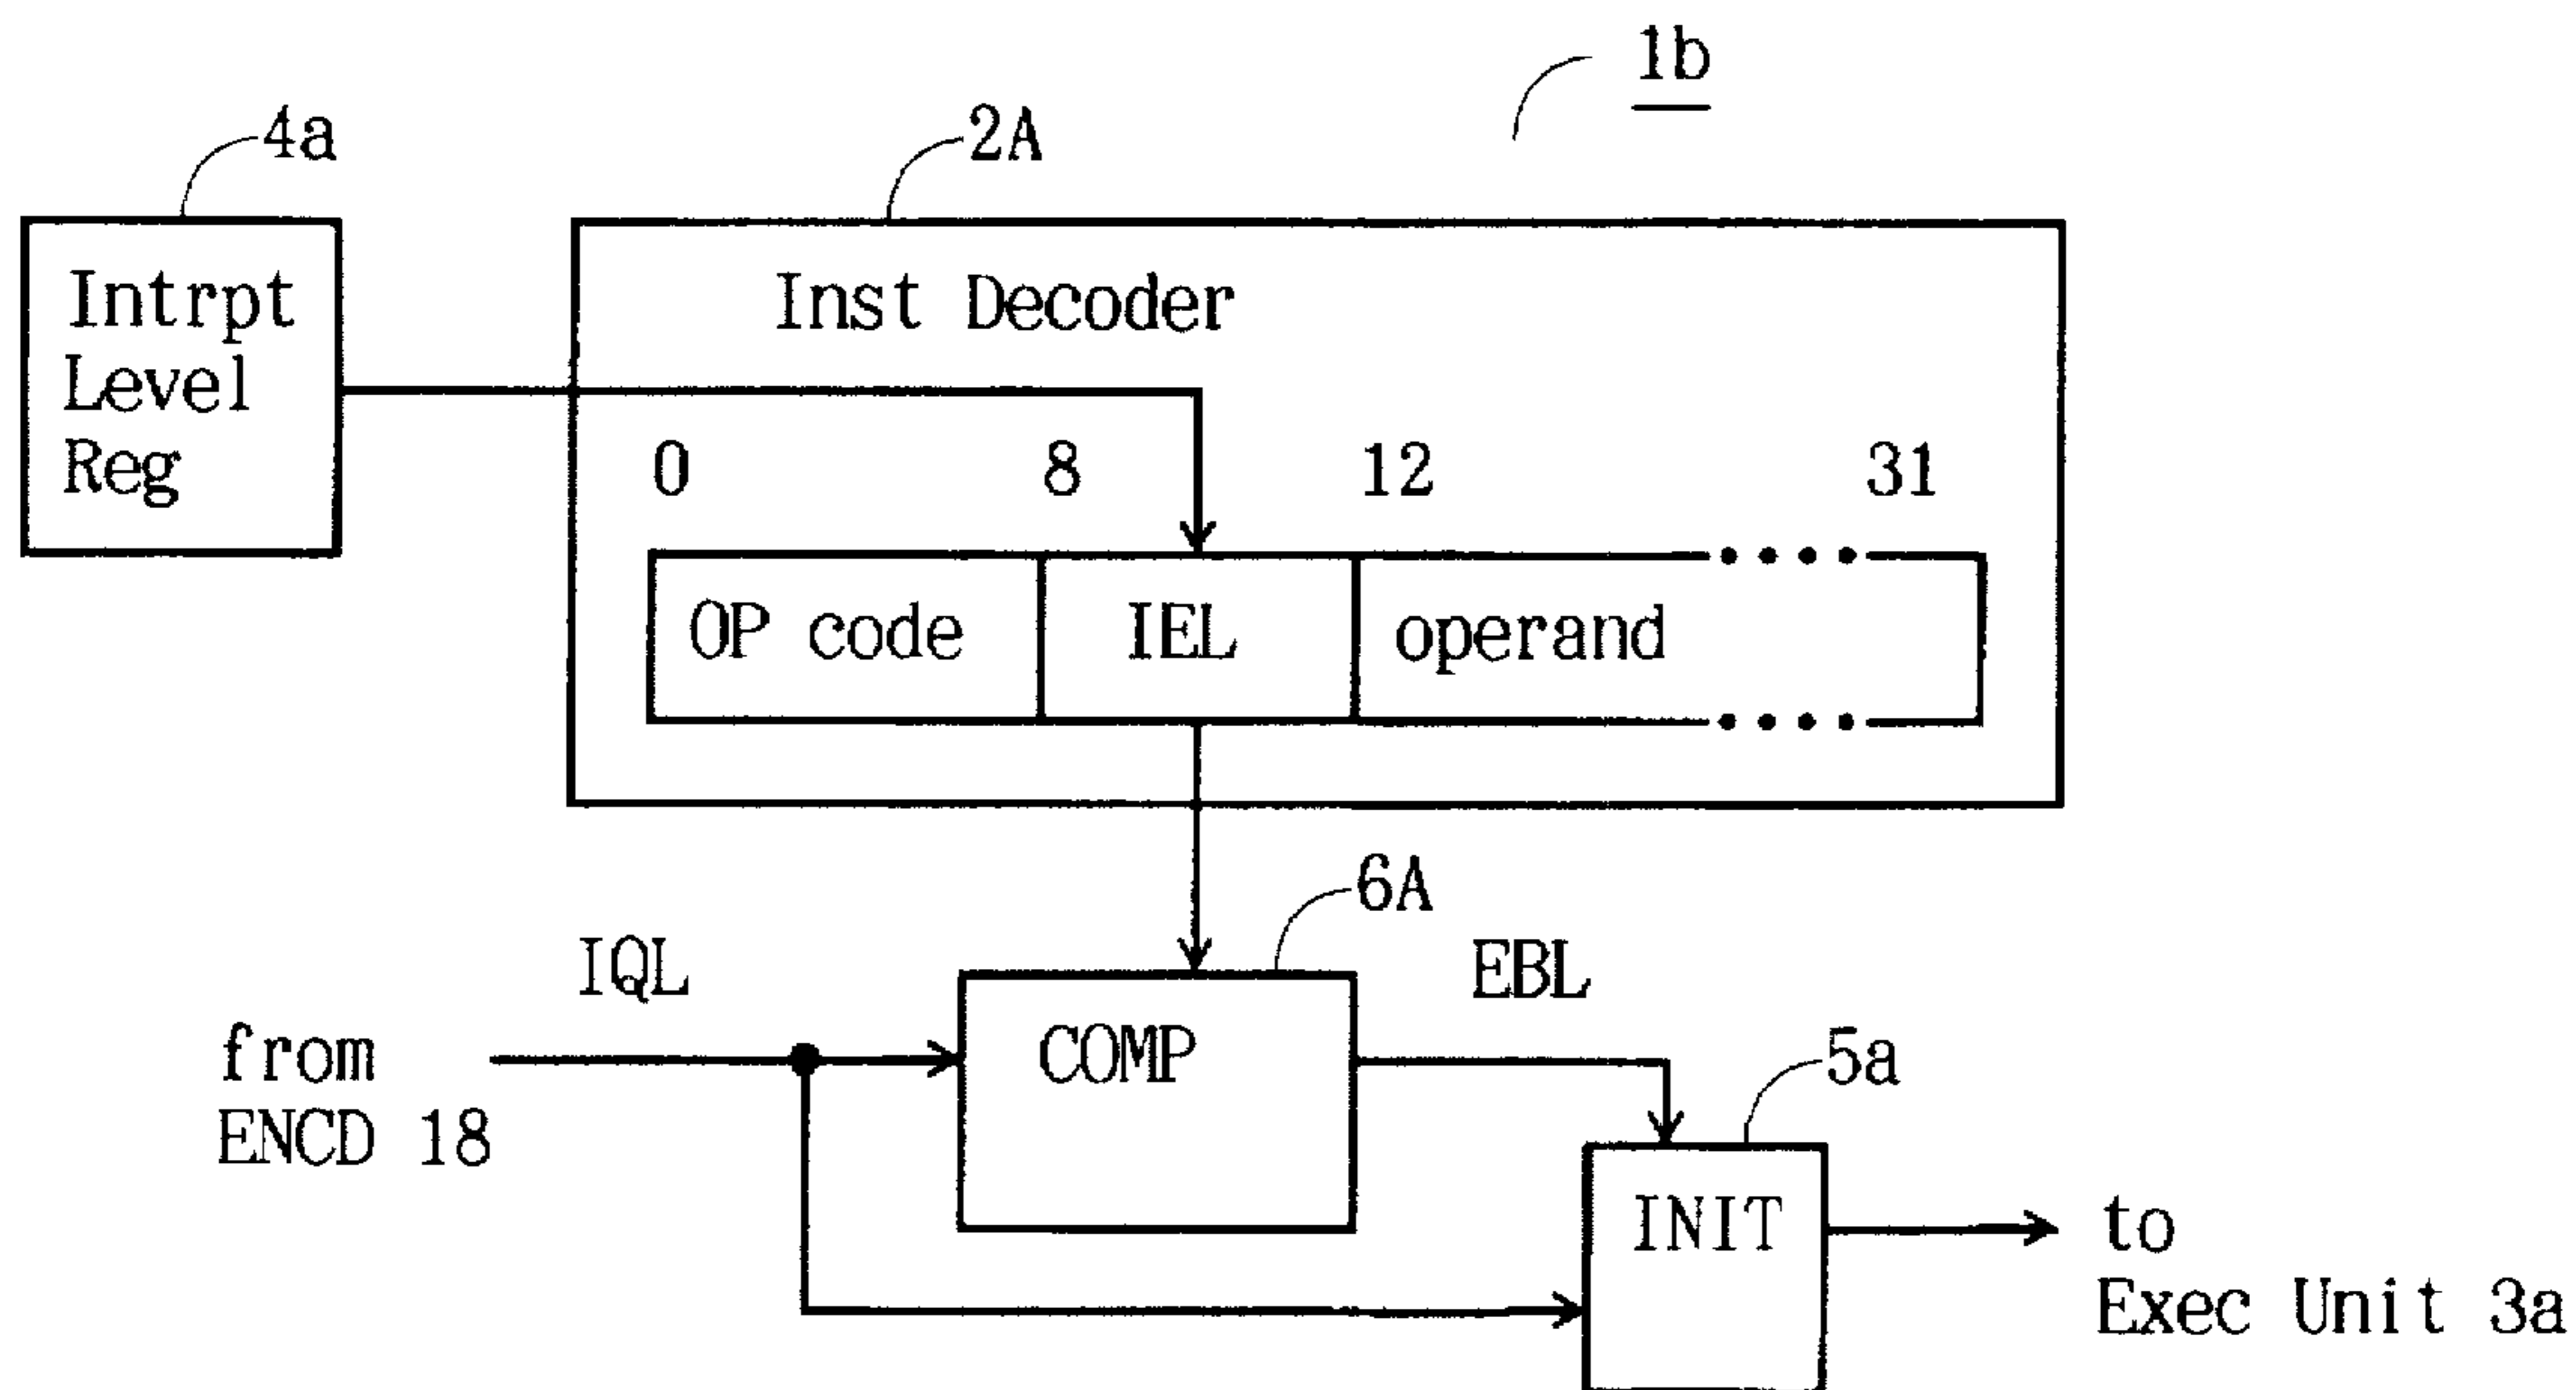 1b
4a
2A
Intrpt
Level
Reg
Inst Decoder
0 8 12 31
OP code IEL operand
6A
IQL
EBL
from
ENCD 18
COMP
5a
INIT
to
Exec Unit 3a